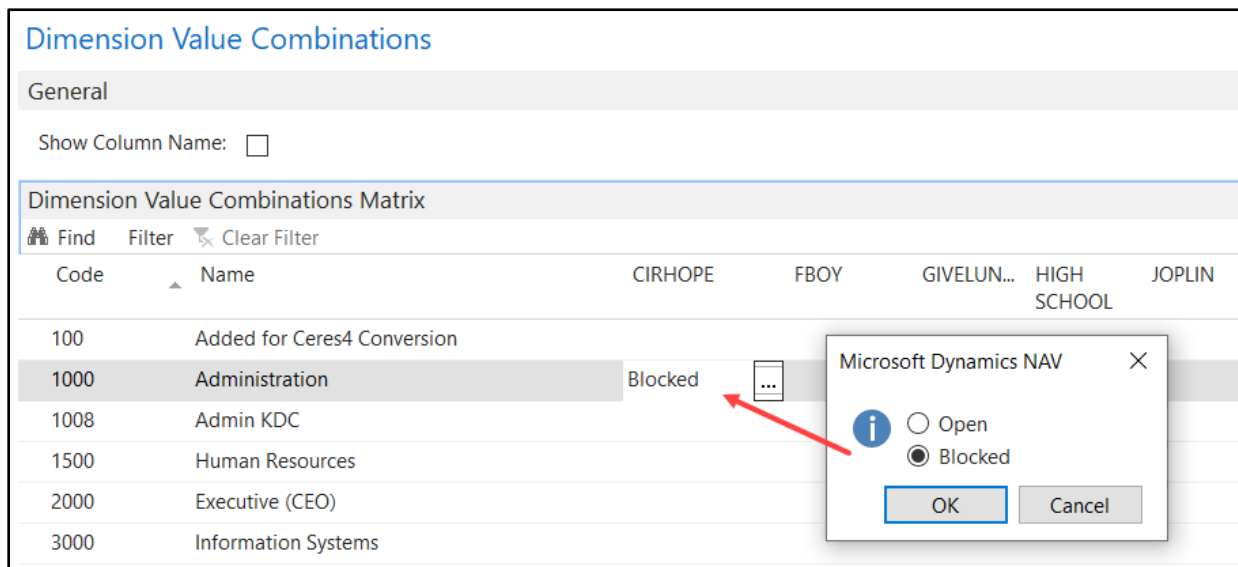 Dimension Value Combinations
General
Show Column Name:
Dimension Value Combinations Matrix
Find Filter Clear Filter
Code Name CIRHOPE FBOY GIVELUN... HIGH SCHOOL JOPLIN
100 Added for Ceres4 Conversion
1000 Administration Blocked ...
1008 Admin KDC
1500 Human Resources
2000 Executive (CEO)
3000 Information Systems
Microsoft Dynamics NAV
Open
Blocked
OK Cancel